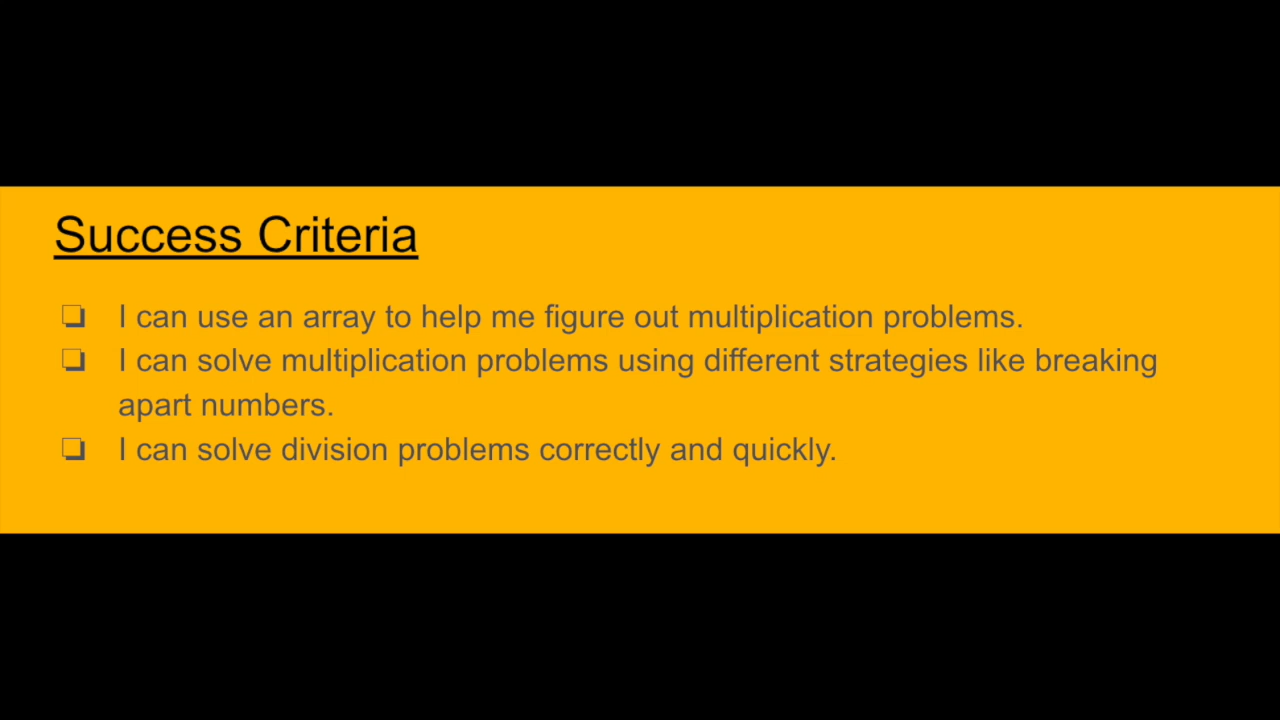 Success Criteria
❏ I can use an array to help me figure out multiplication problems.
❏ I can solve multiplication problems using different strategies like breaking
apart numbers.
❏ I can solve division problems correctly and quickly.